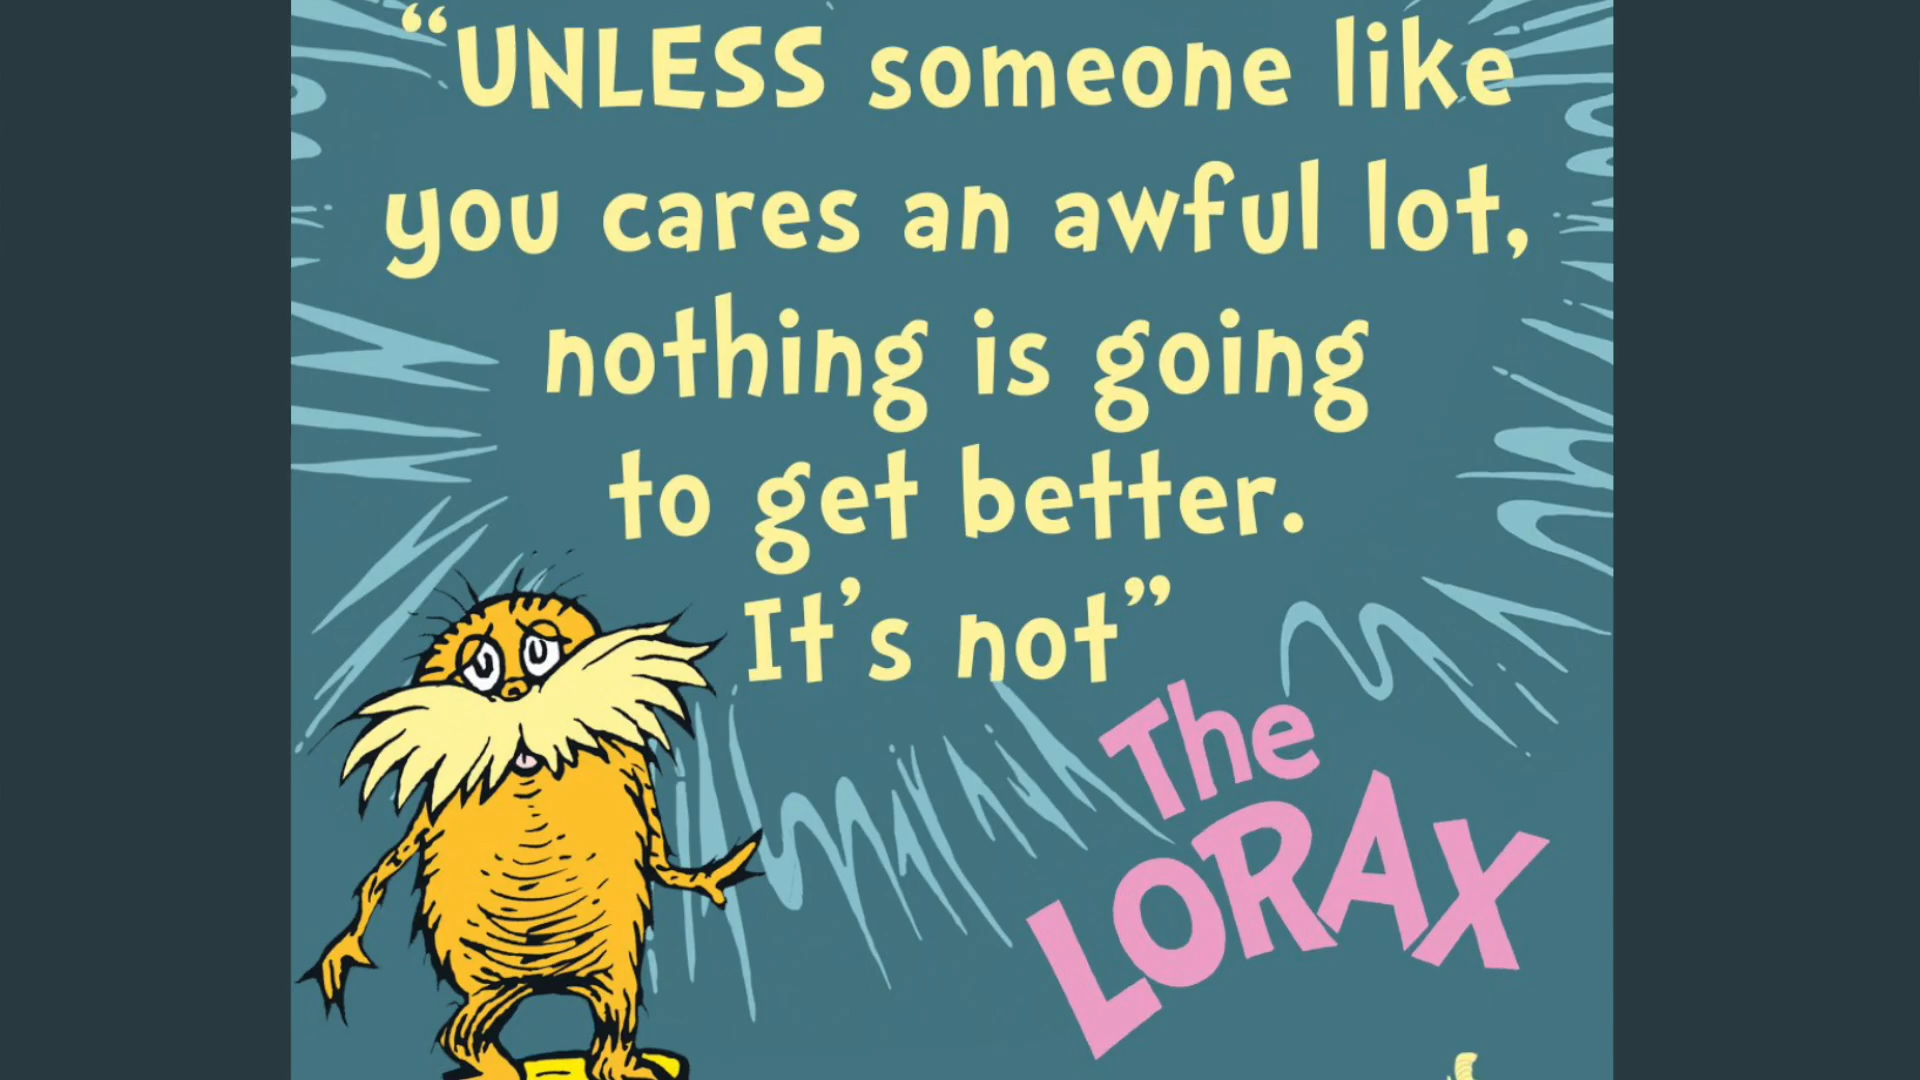 “UNLESS someone like
you cares an awful lot,
nothing is going
to get better.
It’s not”
The
LORAX